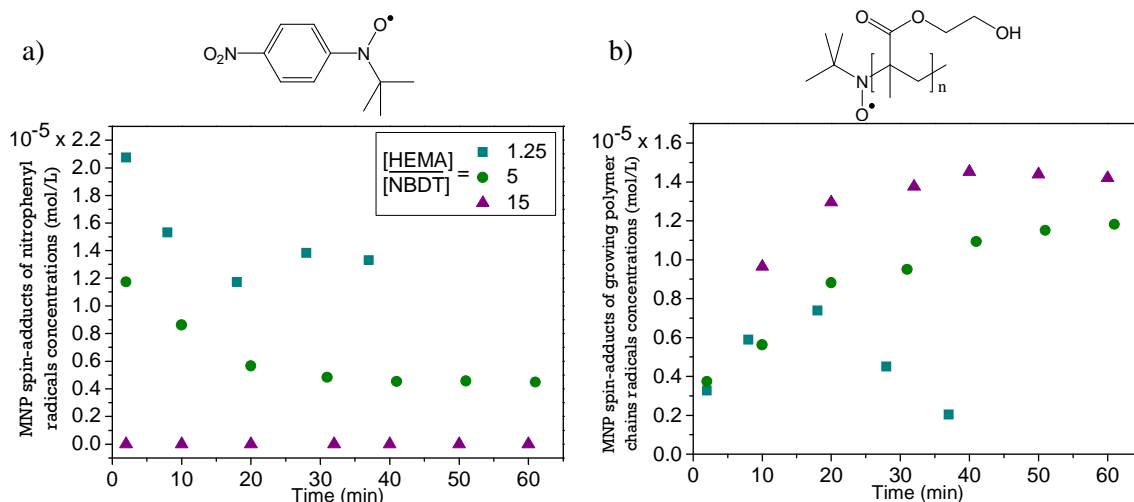 a)
O•
O₂N
N
b)
O
O
OH
N
n
O•
10⁻⁵ x
2.2
2.0
1.8
1.6
1.4
1.2
1.0
0.8
0.6
0.4
0.2
0.0
MNP spin-adducts of nitrophenyl
radicals concentrations (mol/L)
[HEMA]
[NBDT]
=
1.25
5
15
0 10 20 30 40 50 60
Time (min)
10⁻⁵ x
1.6
1.4
1.2
1.0
0.8
0.6
0.4
0.2
0.0
MNP spin-adducts of growing polymer
chains radicals concentrations (mol/L)
0 10 20 30 40 50 60
Time (min)